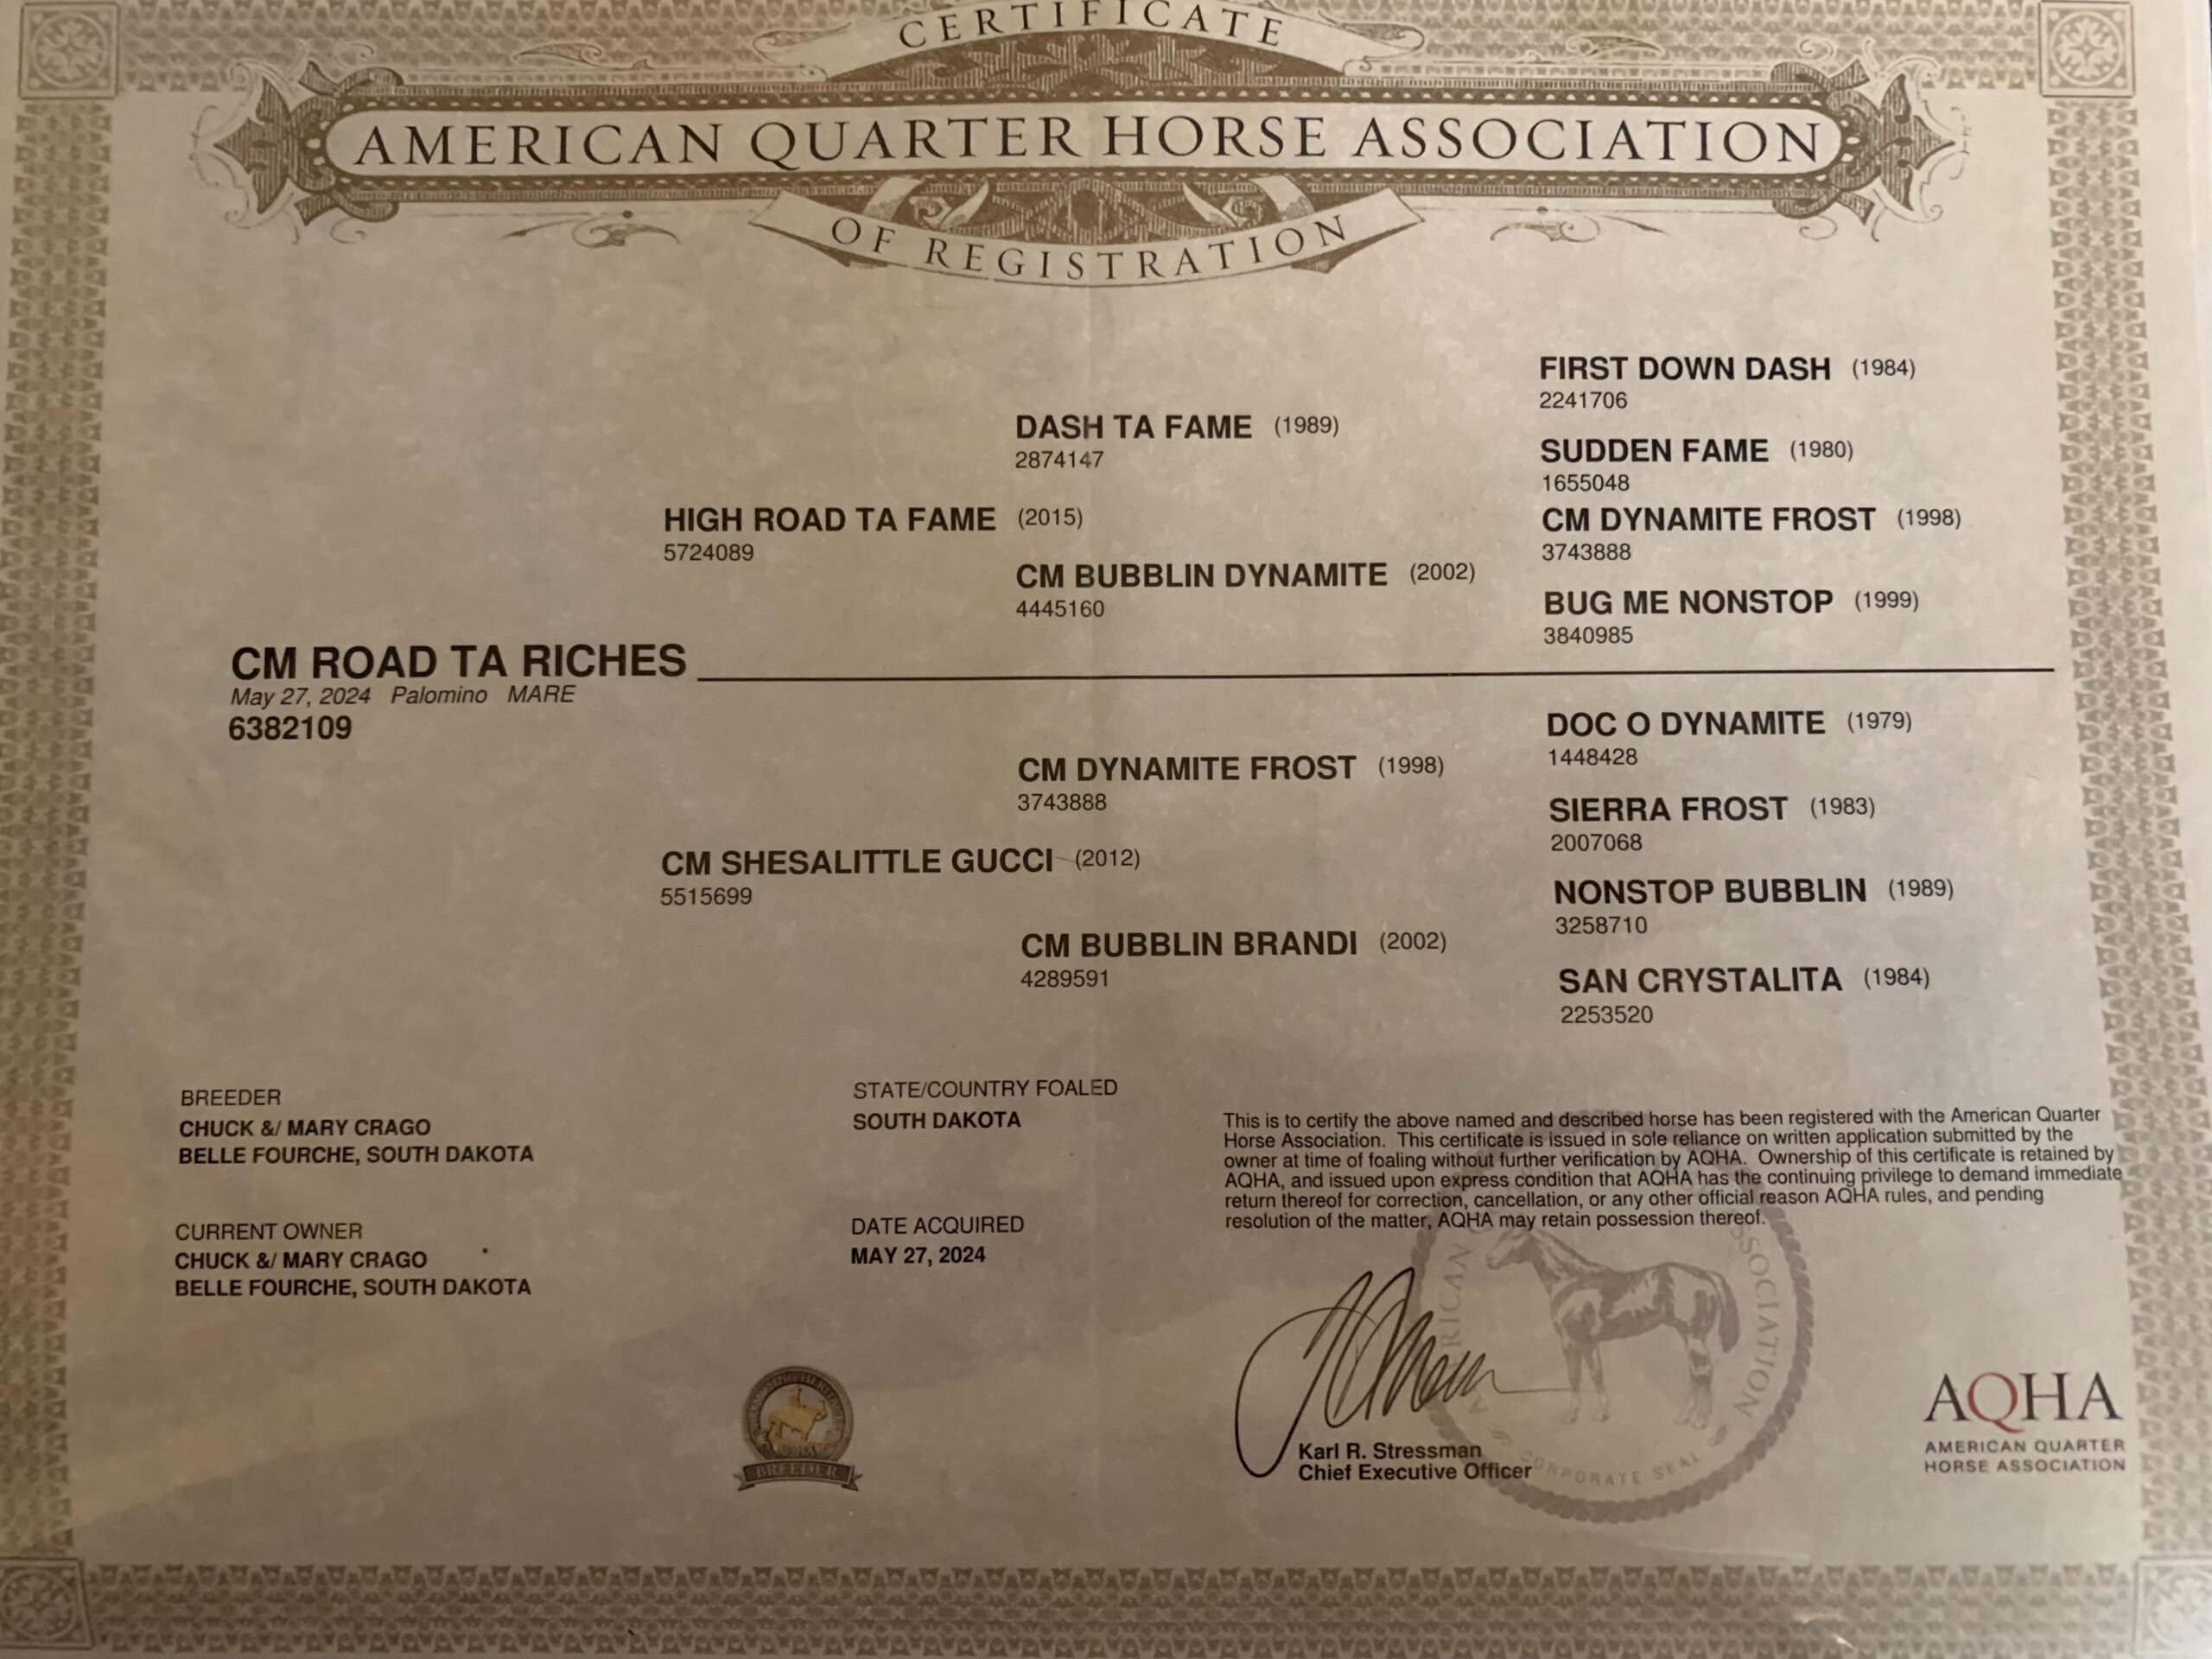 CERTIFICATE
AMERICAN QUARTER HORSE ASSOCIATION
OF REGISTRATION
FIRST DOWN DASH (1984)
2241706
DASH TA FAME (1989)
2874147
SUDDEN FAME (1980)
1655048
HIGH ROAD TA FAME (2015)
5724089
CM DYNAMITE FROST (1998)
3743888
CM BUBBLIN DYNAMITE (2002)
4445160
BUG ME NONSTOP (1999)
3840985
CM ROAD TA RICHES
May 27, 2024 Palomino MARE
6382109
DOC O DYNAMITE (1979)
1448428
CM DYNAMITE FROST (1998)
3743888
SIERRA FROST (1983)
2007068
CM SHESALITTLE GUCCI (2012)
5515699
NONSTOP BUBBLIN (1989)
3258710
CM BUBBLIN BRANDI (2002)
4289591
SAN CRYSTALITA (1984)
2253520
BREEDER
CHUCK &/ MARY CRAGO
BELLE FOURCHE, SOUTH DAKOTA
STATE/COUNTRY FOALED
SOUTH DAKOTA
CURRENT OWNER
CHUCK &/ MARY CRAGO
BELLE FOURCHE, SOUTH DAKOTA
DATE ACQUIRED
MAY 27, 2024
This is to certify the above named and described horse has been registered with the American Quarter
Horse Association. This certificate is issued in sole reliance on written application submitted by the
owner at time of foaling without further verification by AQHA. Ownership of this certificate is retained by
AQHA, and issued upon express condition that AQHA has the continuing privilege to demand immediate
return thereof for correction, cancellation, or any other official reason AQHA rules, and pending
resolution of the matter, AQHA may retain possession thereof.
BREEDER
Karl R. Stressman
Chief Executive Officer
CORPORATE SEAL
AQHA
AMERICAN QUARTER
HORSE ASSOCIATION